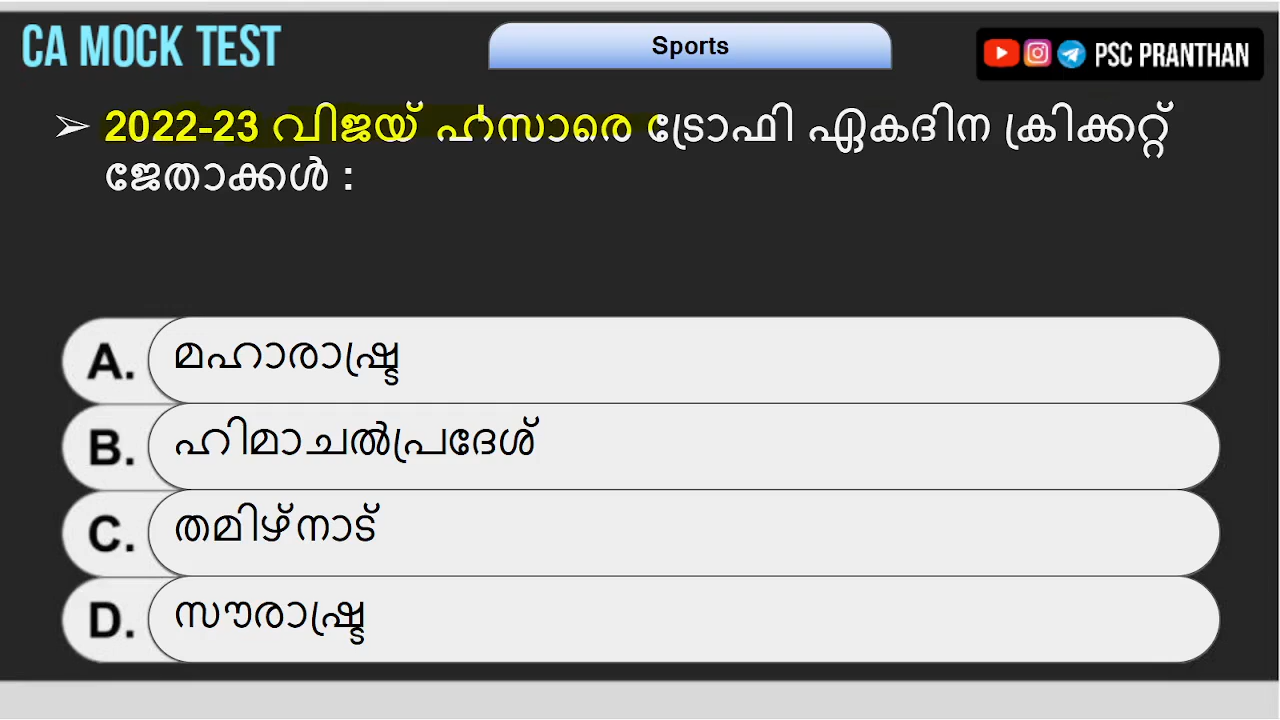 CA MOCK TEST
Sports
PSC PRANTHAN
➢ 2022-23 വിജയ് ഹസാരെ ട്രോഫി ഏകദിന ക്രിക്കറ്റ്
ജേതാക്കൾ :
A. മഹാരാഷ്ട്ര
B. ഹിമാചൽപ്രദേശ്
C. തമിഴ്നാട്
D. സൗരാഷ്ട്ര